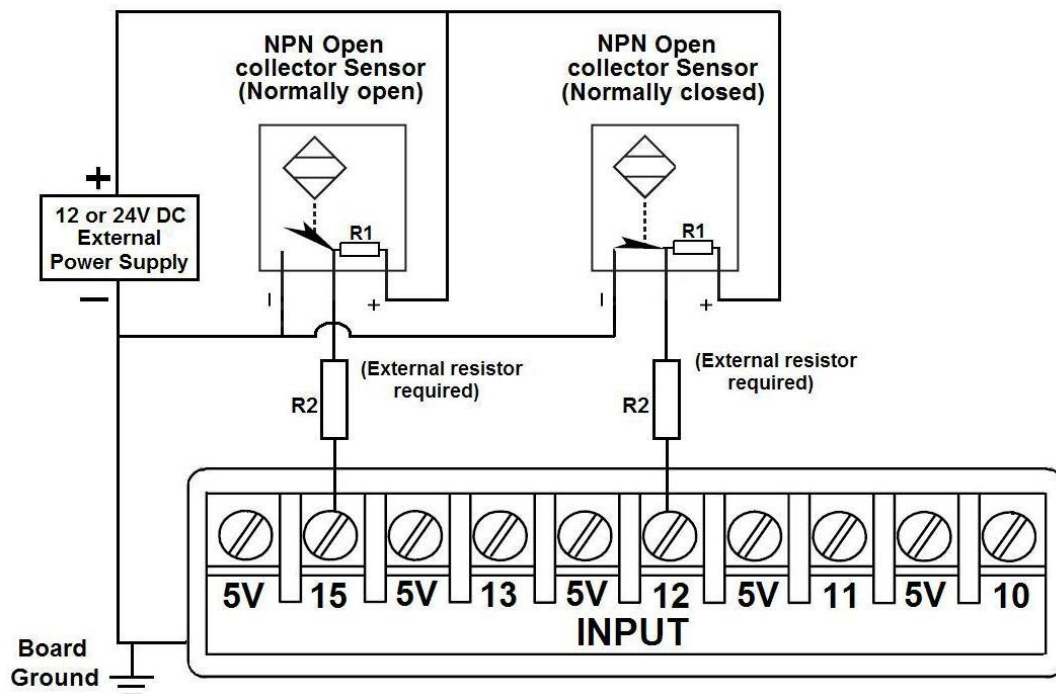 NPN Open
collector Sensor
(Normally open)
NPN Open
collector Sensor
(Normally closed)
+
12 or 24V DC
External
Power Supply
–
R1
R1
–
+
–
+
(External resistor
required)
(External resistor
required)
R2
R2
5V 15 5V 13 5V 12 5V 11 5V 10
INPUT
Board
Ground